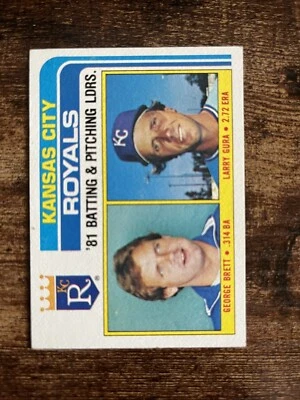 KANSAS CITY
ROYALS
'81 BATTING & PITCHING LDRS.
KC
R
®
KC
GEORGE BRETT • .314 BA
LARRY GURA • 2.72 ERA